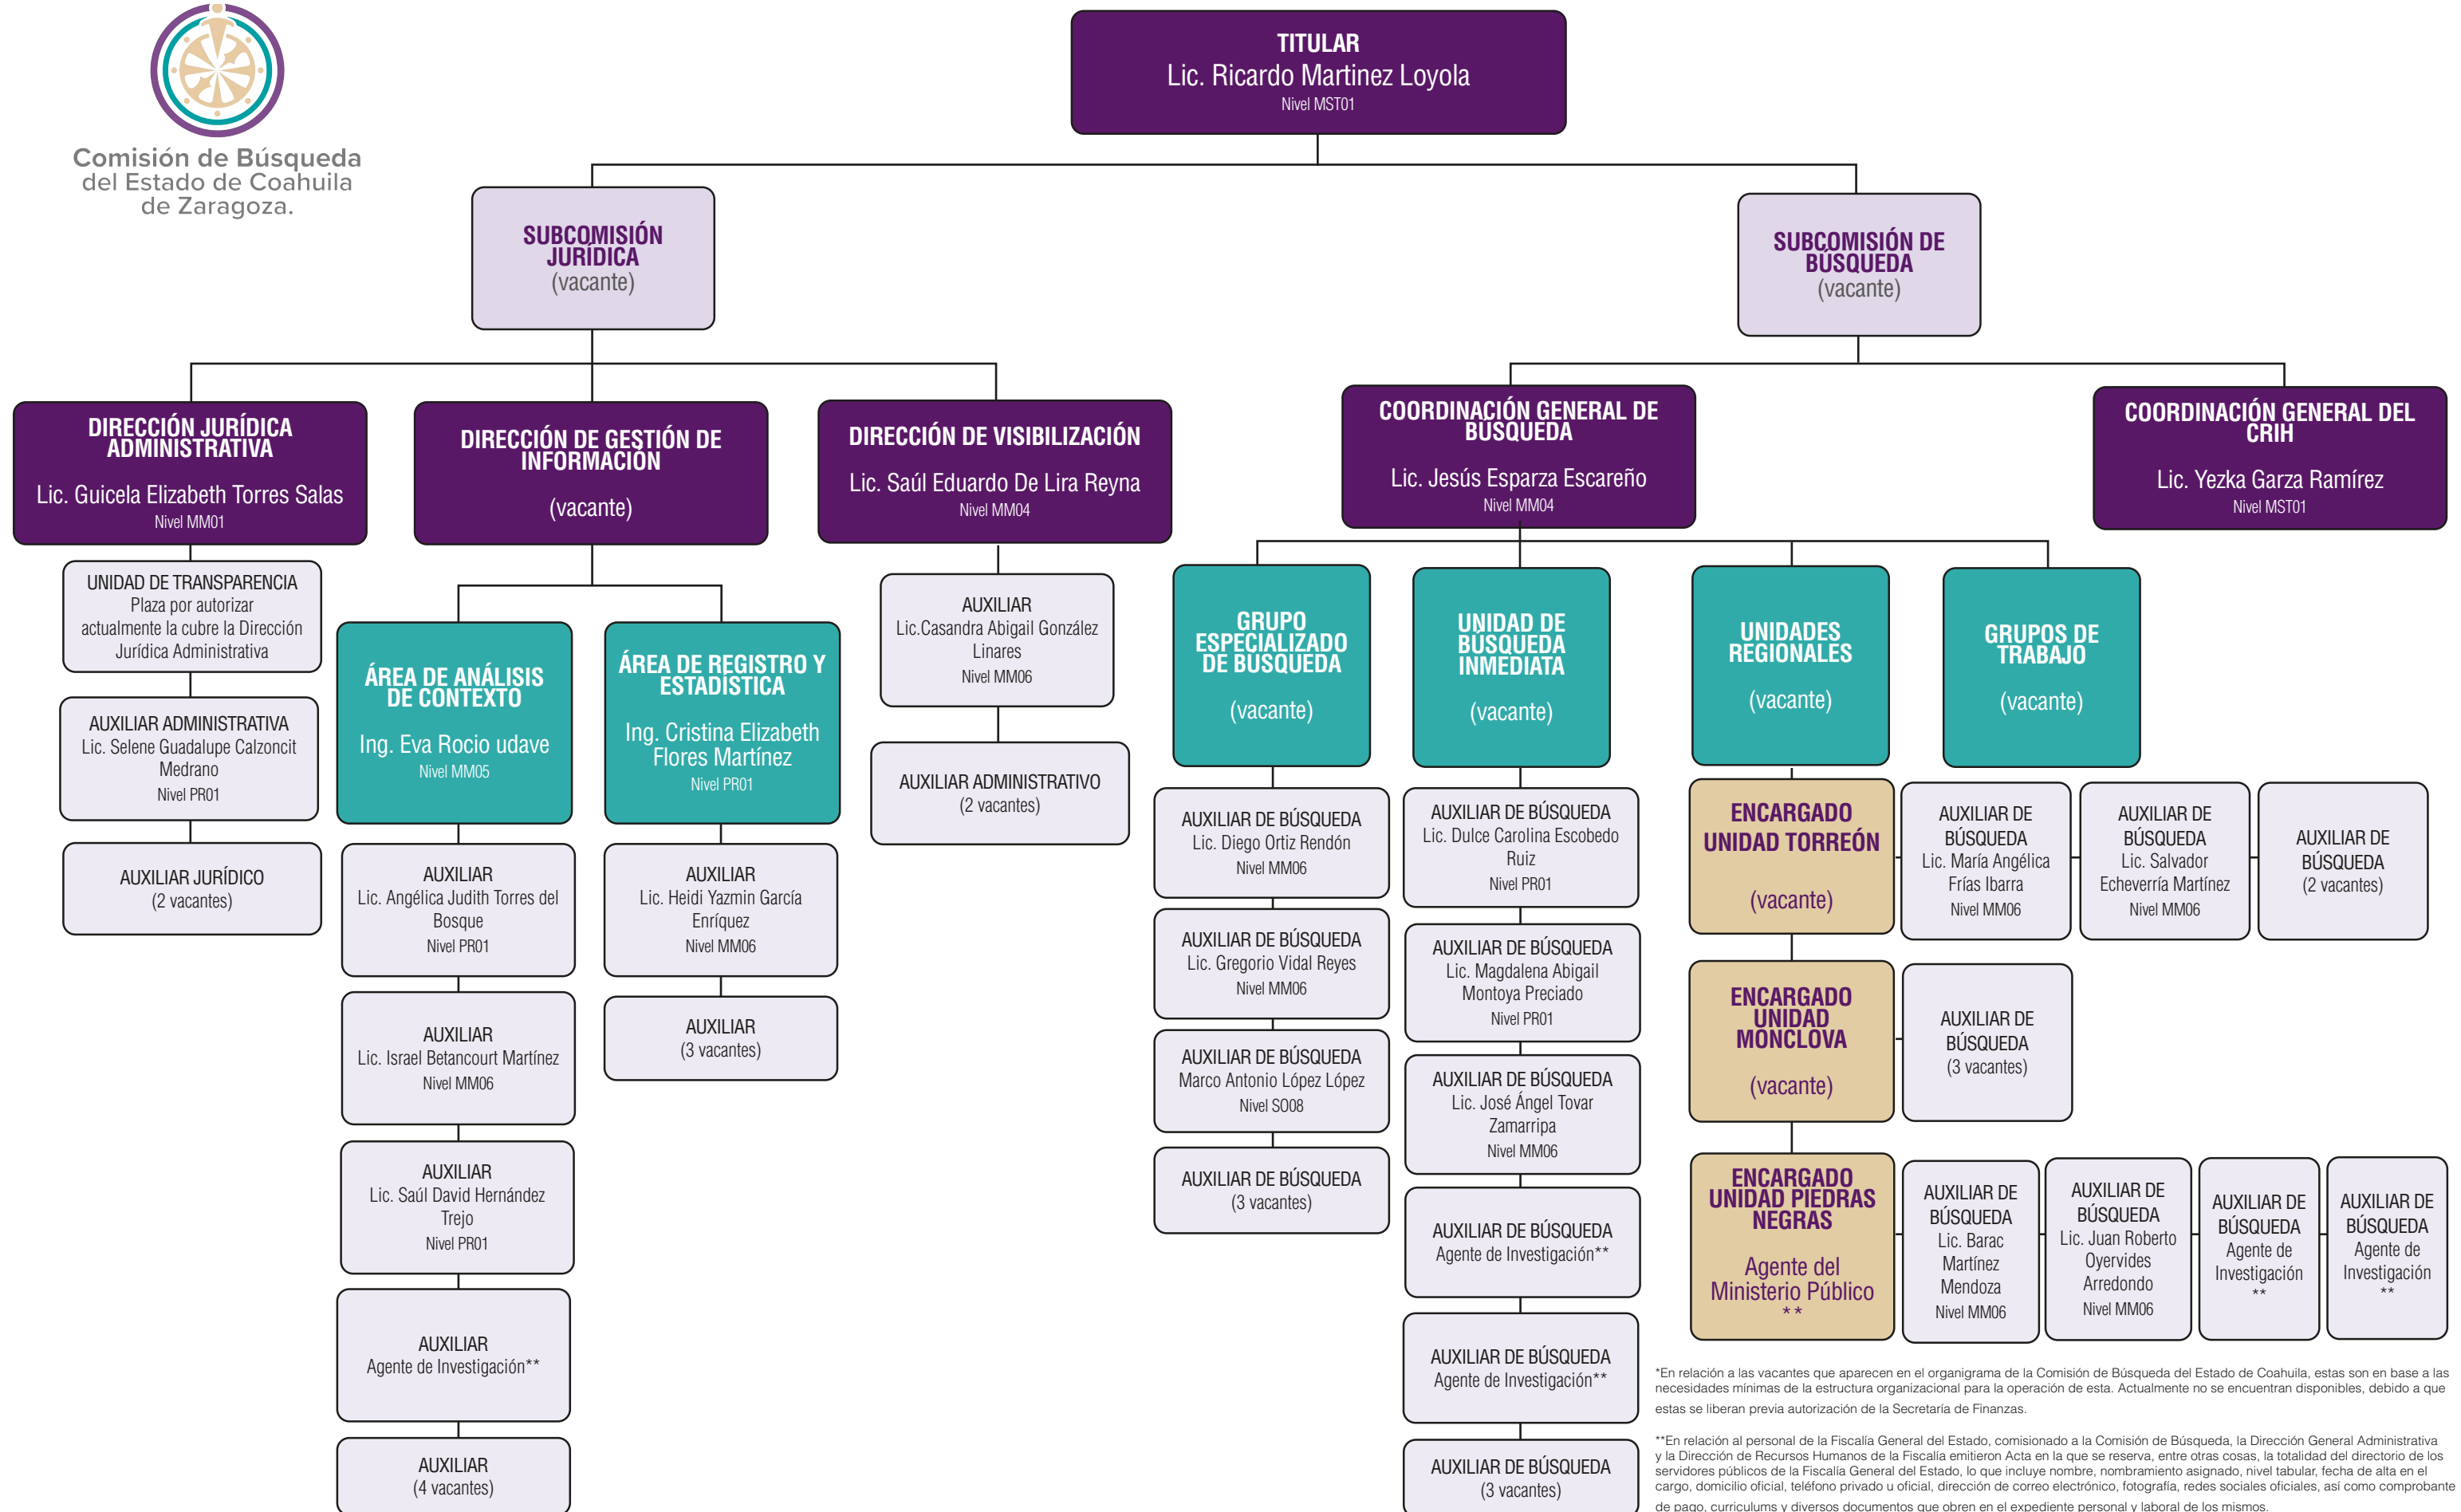 Comisión de Búsqueda
del Estado de Coahuila
de Zaragoza.
TITULAR
Lic. Ricardo Martinez Loyola
Nivel MST01
SUBCOMISIÓN
JURÍDICA
(vacante)
SUBCOMISIÓN DE
BÚSQUEDA
(vacante)
DIRECCIÓN JURÍDICA
ADMINISTRATIVA
Lic. Guicela Elizabeth Torres Salas
Nivel MM01
DIRECCIÓN DE GESTIÓN DE
INFORMACIÓN
(vacante)
DIRECCIÓN DE VISIBILIZACIÓN
Lic. Saúl Eduardo De Lira Reyna
Nivel MM04
COORDINACIÓN GENERAL DE
BÚSQUEDA
Lic. Jesús Esparza Escareño
Nivel MM04
COORDINACIÓN GENERAL DEL
CRIH
Lic. Yezka Garza Ramírez
Nivel MST01
UNIDAD DE TRANSPARENCIA
Plaza por autorizar
actualmente la cubre la Dirección
Jurídica Administrativa
AUXILIAR ADMINISTRATIVA
Lic. Selene Guadalupe Calzoncit
Medrano
Nivel PR01
AUXILIAR JURÍDICO
(2 vacantes)
ÁREA DE ANÁLISIS
DE CONTEXTO
Ing. Eva Rocio udave
Nivel MM05
AUXILIAR
Lic. Angélica Judith Torres del
Bosque
Nivel PR01
AUXILIAR
Lic. Israel Betancourt Martínez
Nivel MM06
AUXILIAR
Lic. Saúl David Hernández
Trejo
Nivel PR01
AUXILIAR
Agente de Investigación**
AUXILIAR
(4 vacantes)
ÁREA DE REGISTRO Y
ESTADÍSTICA
Ing. Cristina Elizabeth
Flores Martínez
Nivel PR01
AUXILIAR
Lic. Heidi Yazmin García
Enríquez
Nivel MM06
AUXILIAR
(3 vacantes)
AUXILIAR
Lic.Casandra Abigail González
Linares
Nivel MM06
AUXILIAR ADMINISTRATIVO
(2 vacantes)
GRUPO
ESPECIALIZADO
DE BÚSQUEDA
(vacante)
AUXILIAR DE BÚSQUEDA
Lic. Diego Ortiz Rendón
Nivel MM06
AUXILIAR DE BÚSQUEDA
Lic. Gregorio Vidal Reyes
Nivel MM06
AUXILIAR DE BÚSQUEDA
Marco Antonio López López
Nivel SO08
AUXILIAR DE BÚSQUEDA
(3 vacantes)
UNIDAD DE
BÚSQUEDA
INMEDIATA
(vacante)
AUXILIAR DE BÚSQUEDA
Lic. Dulce Carolina Escobedo
Ruiz
Nivel PR01
AUXILIAR DE BÚSQUEDA
Lic. Magdalena Abigail
Montoya Preciado
Nivel PR01
AUXILIAR DE BÚSQUEDA
Lic. José Ángel Tovar
Zamarripa
Nivel MM06
AUXILIAR DE BÚSQUEDA
Agente de Investigación**
AUXILIAR DE BÚSQUEDA
Agente de Investigación**
AUXILIAR DE BÚSQUEDA
(3 vacantes)
UNIDADES
REGIONALES
(vacante)
GRUPOS DE
TRABAJO
(vacante)
ENCARGADO
UNIDAD TORREÓN
(vacante)
AUXILIAR DE
BÚSQUEDA
Lic. María Angélica
Frías Ibarra
Nivel MM06
AUXILIAR DE
BÚSQUEDA
Lic. Salvador
Echeverría Martínez
Nivel MM06
AUXILIAR DE
BÚSQUEDA
(2 vacantes)
ENCARGADO
UNIDAD
MONCLOVA
(vacante)
AUXILIAR DE
BÚSQUEDA
(3 vacantes)
ENCARGADO
UNIDAD PIEDRAS
NEGRAS
Agente del
Ministerio Público
**
AUXILIAR DE
BÚSQUEDA
Lic. Barac
Martínez
Mendoza
Nivel MM06
AUXILIAR DE
BÚSQUEDA
Lic. Juan Roberto
Oyervides
Arredondo
Nivel MM06
AUXILIAR DE
BÚSQUEDA
Agente de
Investigación
**
AUXILIAR DE
BÚSQUEDA
Agente de
Investigación
**
*En relación a las vacantes que aparecen en el organigrama de la Comisión de Búsqueda del Estado de Coahuila, estas son en base a las
necesidades mínimas de la estructura organizacional para la operación de esta. Actualmente no se encuentran disponibles, debido a que
estas se liberan previa autorización de la Secretaría de Finanzas.
**En relación al personal de la Fiscalía General del Estado, comisionado a la Comisión de Búsqueda, la Dirección General Administrativa
y la Dirección de Recursos Humanos de la Fiscalía emitieron Acta en la que se reserva, entre otras cosas, la totalidad del directorio de los
servidores públicos de la Fiscalía General del Estado, lo que incluye nombre, nombramiento asignado, nivel tabular, fecha de alta en el
cargo, domicilio oficial, teléfono privado u oficial, dirección de correo electrónico, fotografía, redes sociales oficiales, así como comprobante
de pago, curriculums y diversos documentos que obren en el expediente personal y laboral de los mismos.